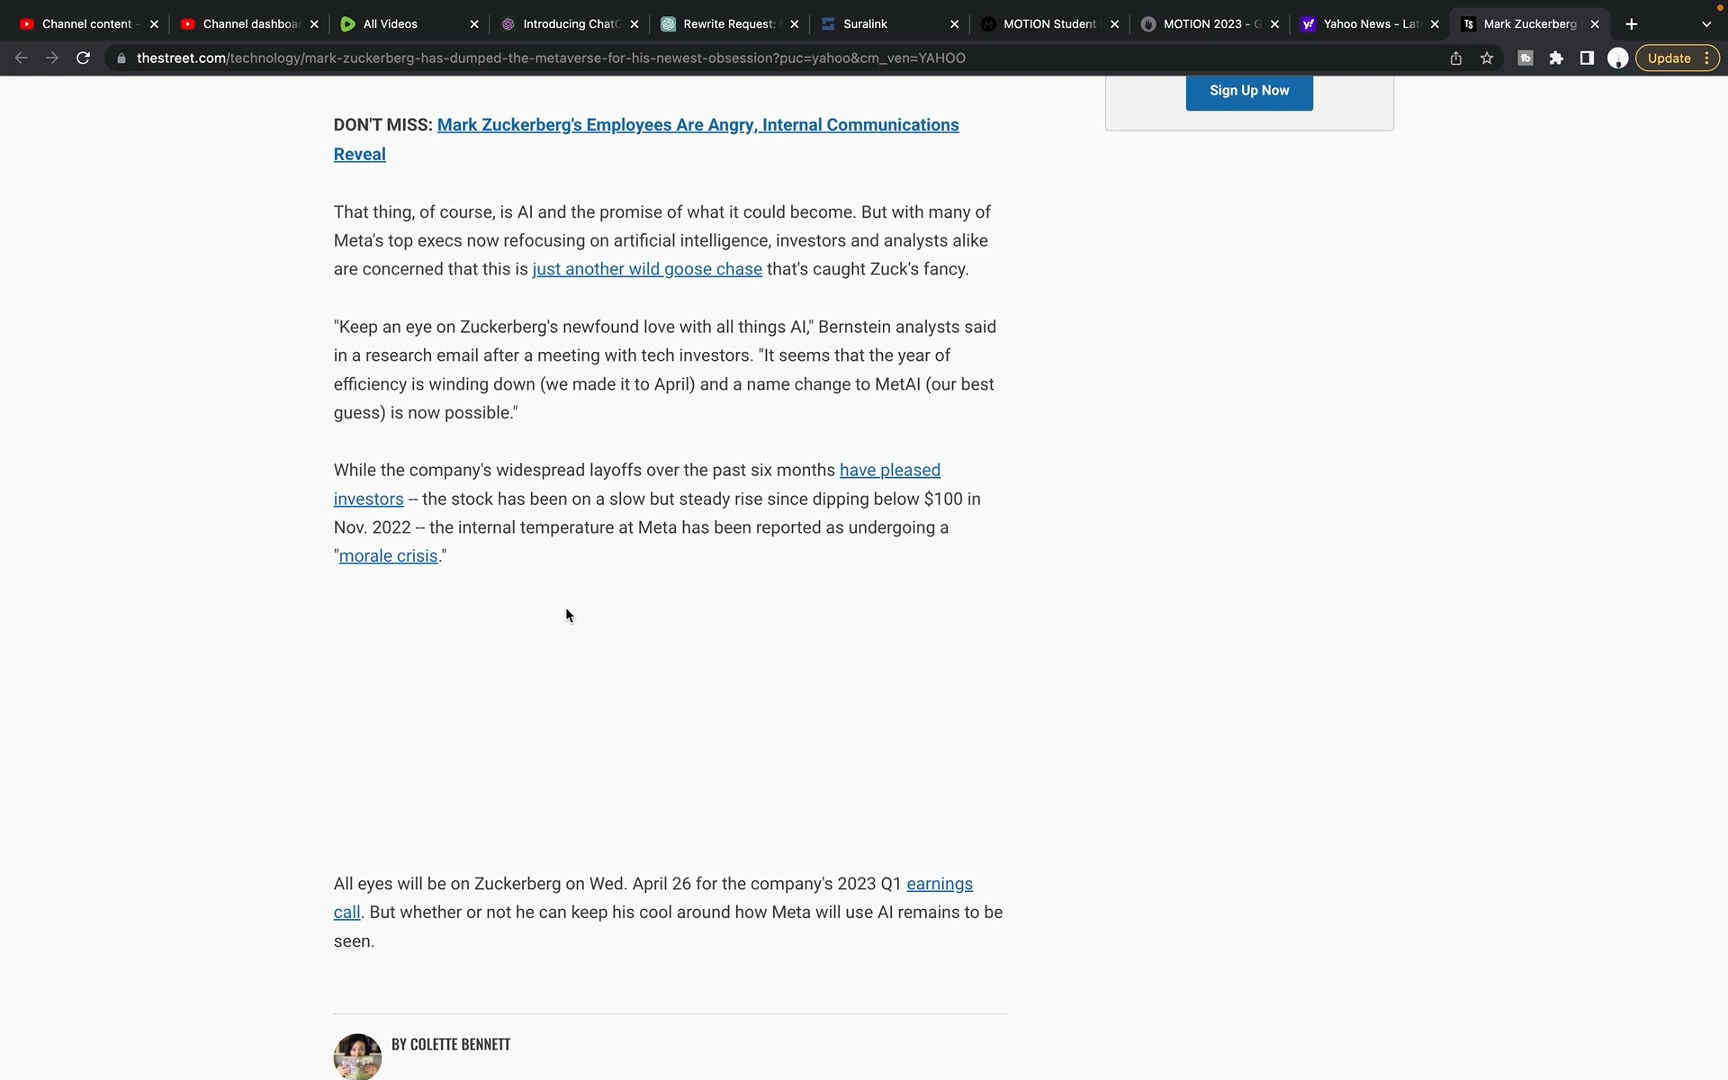 Channel content
Channel dashboa
All Videos
Introducing ChatG
Rewrite Request:
Suralink
MOTION Student
MOTION 2023 - G
Yahoo News - Lat
Mark Zuckerberg
thestreet.com/technology/mark-zuckerberg-has-dumped-the-metaverse-for-his-newest-obsession?puc=yahoo&cm_ven=YAHOO
Update
Sign Up Now
DON'T MISS: Mark Zuckerberg's Employees Are Angry, Internal Communications
Reveal
That thing, of course, is AI and the promise of what it could become. But with many of
Meta's top execs now refocusing on artificial intelligence, investors and analysts alike
are concerned that this is just another wild goose chase that's caught Zuck's fancy.
"Keep an eye on Zuckerberg's newfound love with all things AI," Bernstein analysts said
in a research email after a meeting with tech investors. "It seems that the year of
efficiency is winding down (we made it to April) and a name change to MetAI (our best
guess) is now possible."
While the company's widespread layoffs over the past six months have pleased
investors -- the stock has been on a slow but steady rise since dipping below $100 in
Nov. 2022 -- the internal temperature at Meta has been reported as undergoing a
"morale crisis."
All eyes will be on Zuckerberg on Wed. April 26 for the company's 2023 Q1 earnings
call. But whether or not he can keep his cool around how Meta will use AI remains to be
seen.
BY COLETTE BENNETT